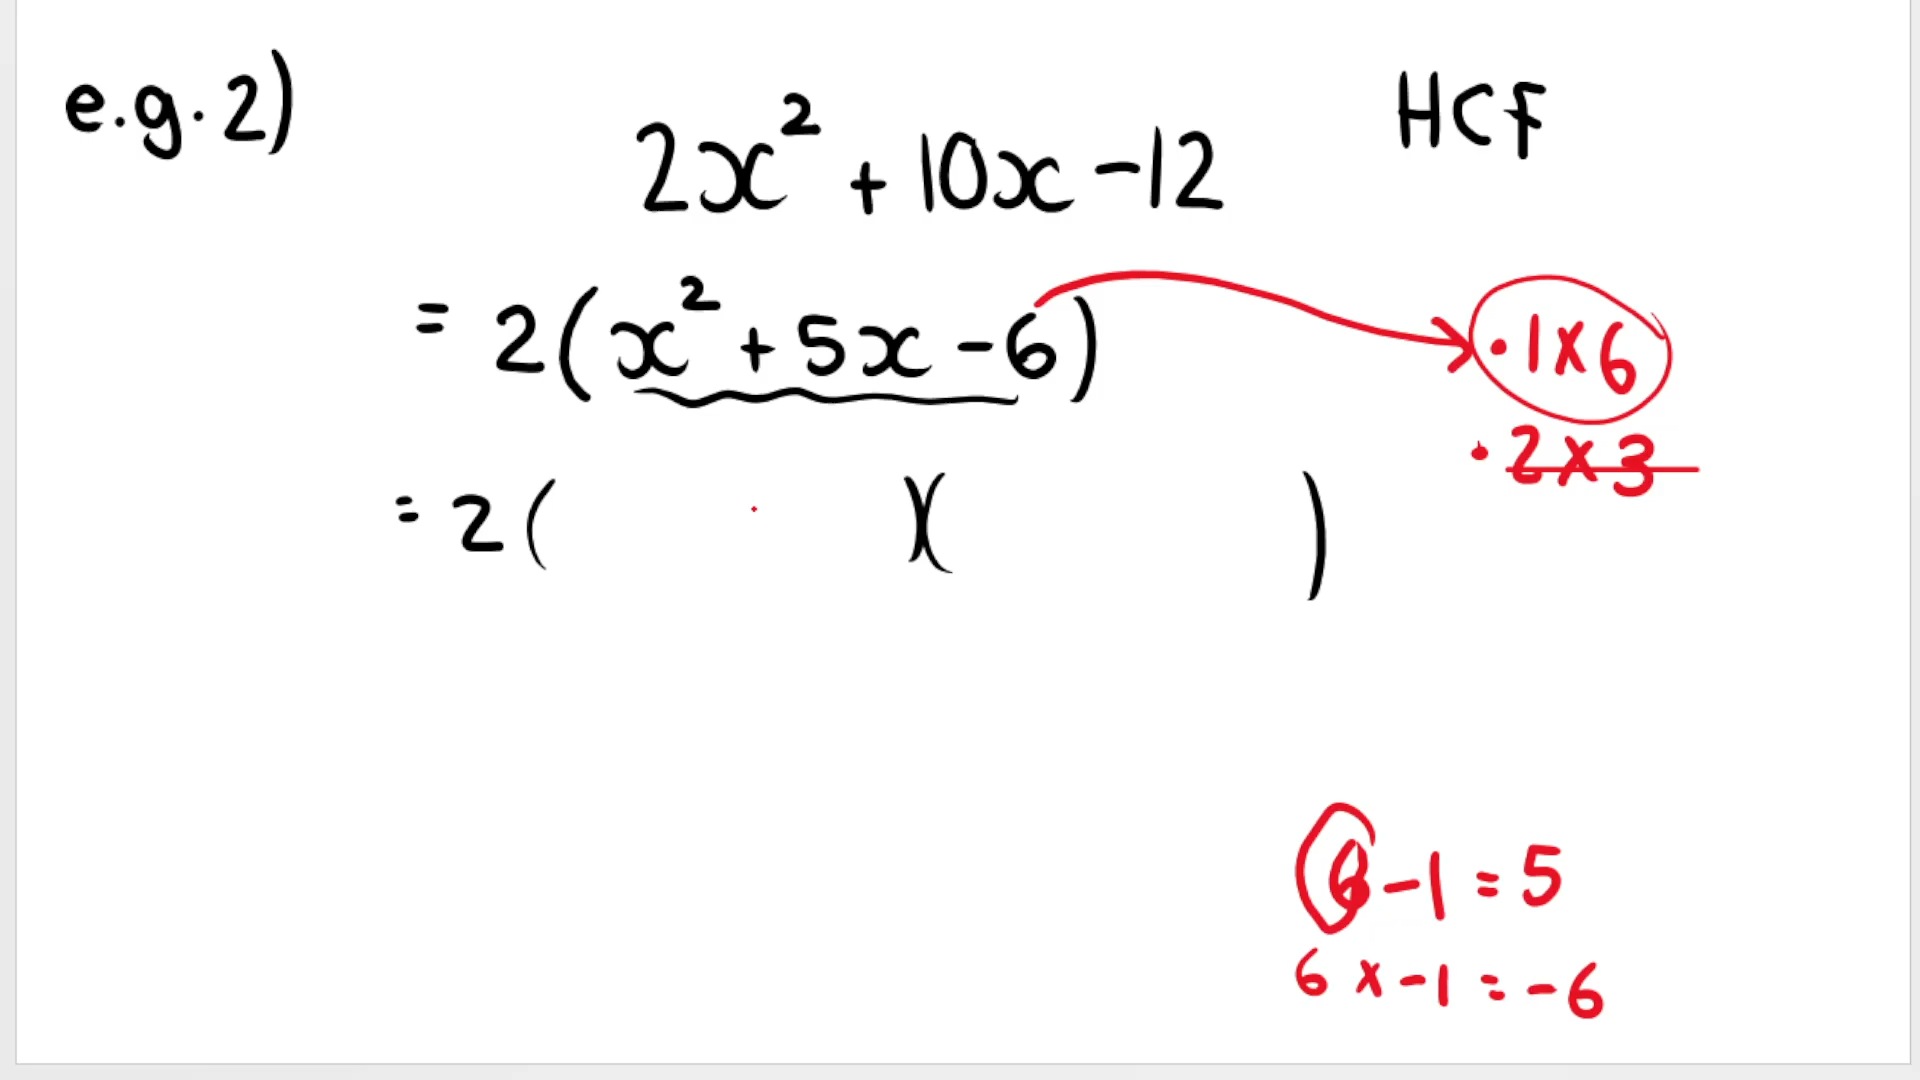 e.g. 2)
2x² + 10x - 12
HCF
= 2(x² + 5x - 6)
· 1 x 6
· 2 x 3
= 2(        )(        )
6 - 1 = 5
6 x -1 = -6